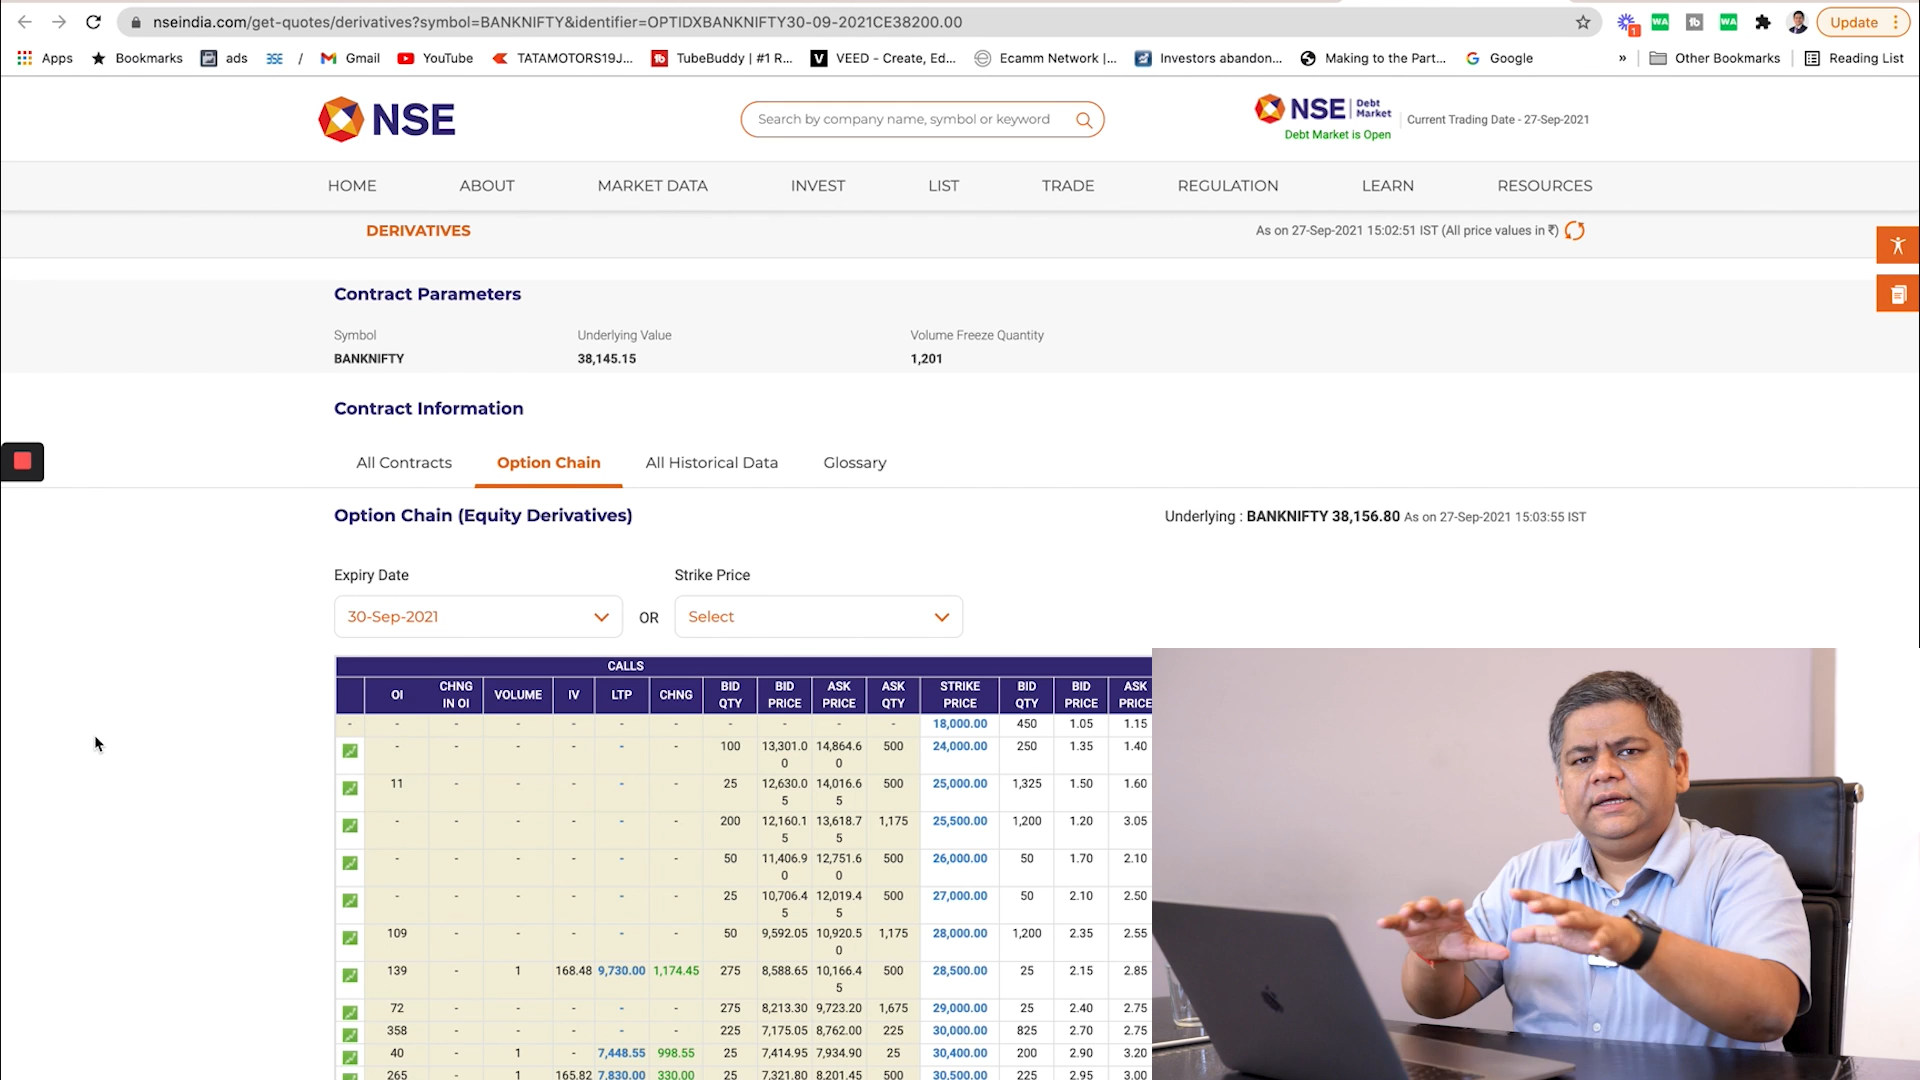 nseindia.com/get-quotes/derivatives?symbol=BANKNIFTY&identifier=OPTIDXBANKNIFTY30-09-2021CE38200.00
1 WA tb WA Update
Apps Bookmarks ads BSE / Gmail YouTube TATAMOTORS19J... TubeBuddy | #1 R... V VEED - Create, Ed... Ecamm Network |... Investors abandon... Making to the Part... Google » Other Bookmarks Reading List
NSE
Search by company name, symbol or keyword
NSE Debt Market
Debt Market is Open
Current Trading Date - 27-Sep-2021
HOME ABOUT MARKET DATA INVEST LIST TRADE REGULATION LEARN RESOURCES
DERIVATIVES
As on 27-Sep-2021 15:02:51 IST (All price values in ₹)
Contract Parameters
Symbol Underlying Value Volume Freeze Quantity
BANKNIFTY 38,145.15 1,201
Contract Information
All Contracts Option Chain All Historical Data Glossary
Option Chain (Equity Derivatives)
Underlying : BANKNIFTY 38,156.80 As on 27-Sep-2021 15:03:55 IST
Expiry Date Strike Price
30-Sep-2021 OR Select
CALLS
OI CHNG IN OI VOLUME IV LTP CHNG BID QTY BID PRICE ASK PRICE ASK QTY STRIKE PRICE BID QTY BID PRICE ASK PRICE
- - - - - - - - - - - 18,000.00 450 1.05 1.15
- - - - - - 100 13,301.00 14,864.60 500 24,000.00 250 1.35 1.40
11 - - - - - 25 12,630.05 14,016.65 500 25,000.00 1,325 1.50 1.60
- - - - - - 200 12,160.15 13,618.75 1,175 25,500.00 1,200 1.20 3.05
- - - - - - 50 11,406.90 12,751.60 500 26,000.00 50 1.70 2.10
- - - - - - 25 10,706.45 12,019.45 500 27,000.00 50 2.10 2.50
109 - - - - - 50 9,592.05 10,920.50 1,175 28,000.00 1,200 2.35 2.55
139 - 1 168.48 9,730.00 1,174.45 275 8,588.65 10,166.45 500 28,500.00 25 2.15 2.85
72 - - - - - 275 8,213.30 9,723.20 1,675 29,000.00 25 2.40 2.75
358 - - - - - 225 7,175.05 8,762.00 225 30,000.00 825 2.70 2.75
40 - 1 - 7,448.55 998.55 25 7,414.95 7,934.90 25 30,400.00 200 2.90 3.20
265 - 1 165.82 7,830.00 330.00 25 7,321.80 8,201.45 500 30,500.00 225 2.95 3.00